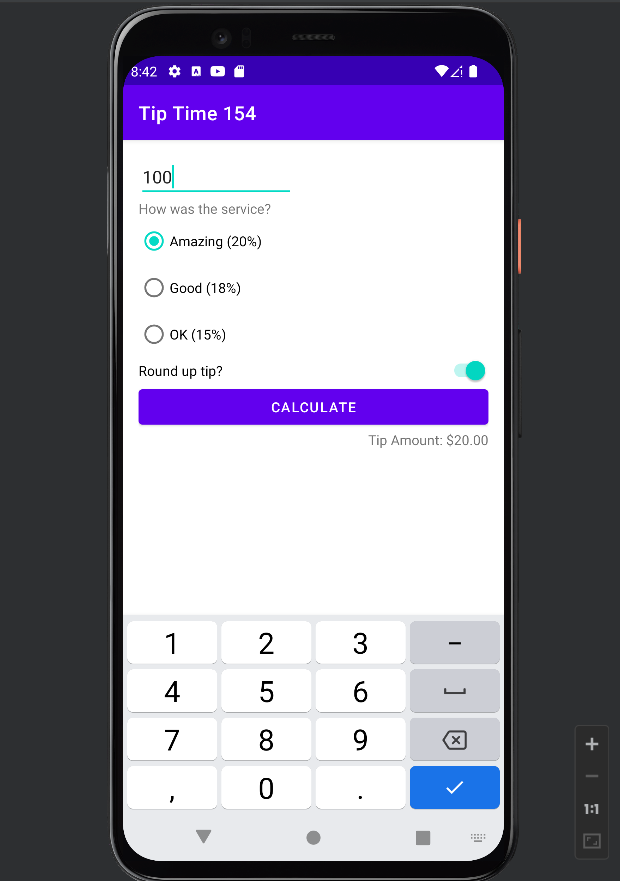 8:42
Tip Time 154
100
How was the service?
Amazing (20%)
Good (18%)
OK (15%)
Round up tip?
CALCULATE
Tip Amount: $20.00
1 2 3 -
4 5 6
7 8 9
, 0 .
1:1